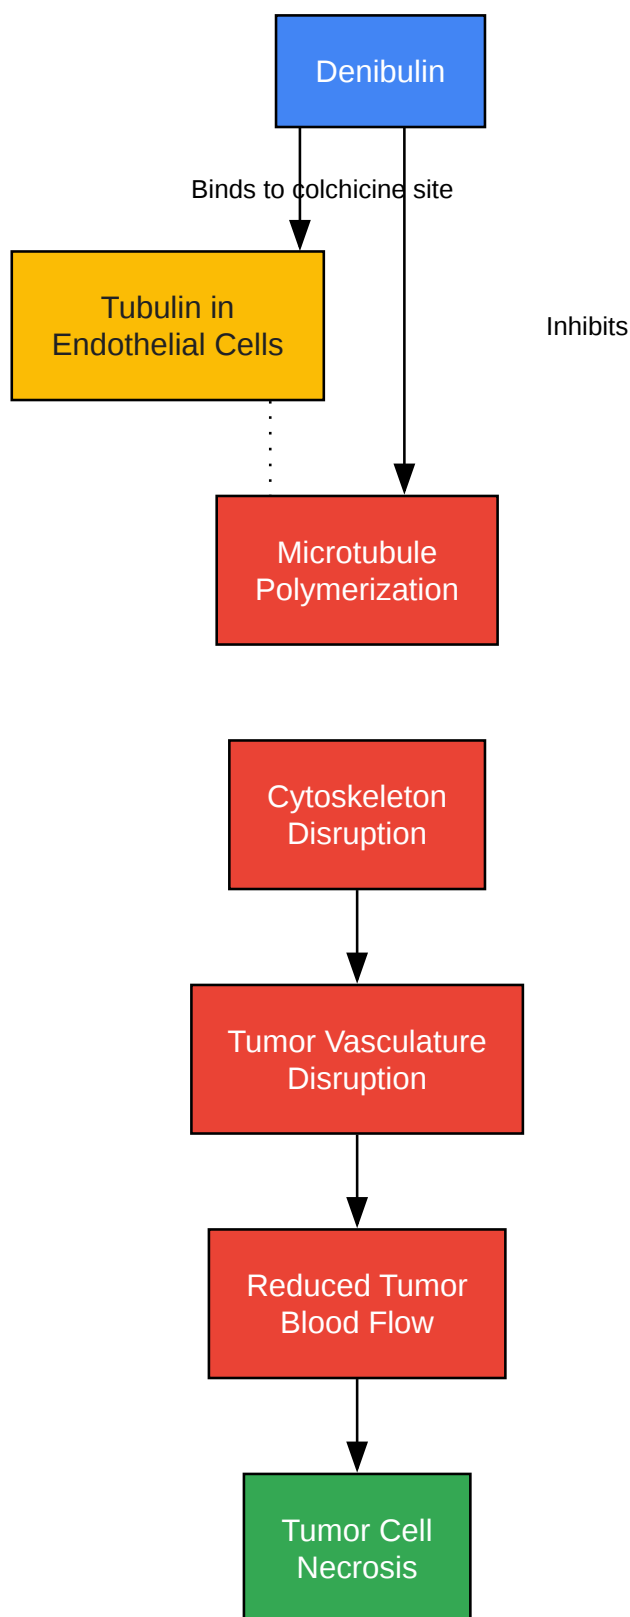 Denibulin
Binds to colchicine site
Tubulin in
Endothelial Cells
Inhibits
Microtubule
Polymerization
Cytoskeleton
Disruption
Tumor Vasculature
Disruption
Reduced Tumor
Blood Flow
Tumor Cell
Necrosis